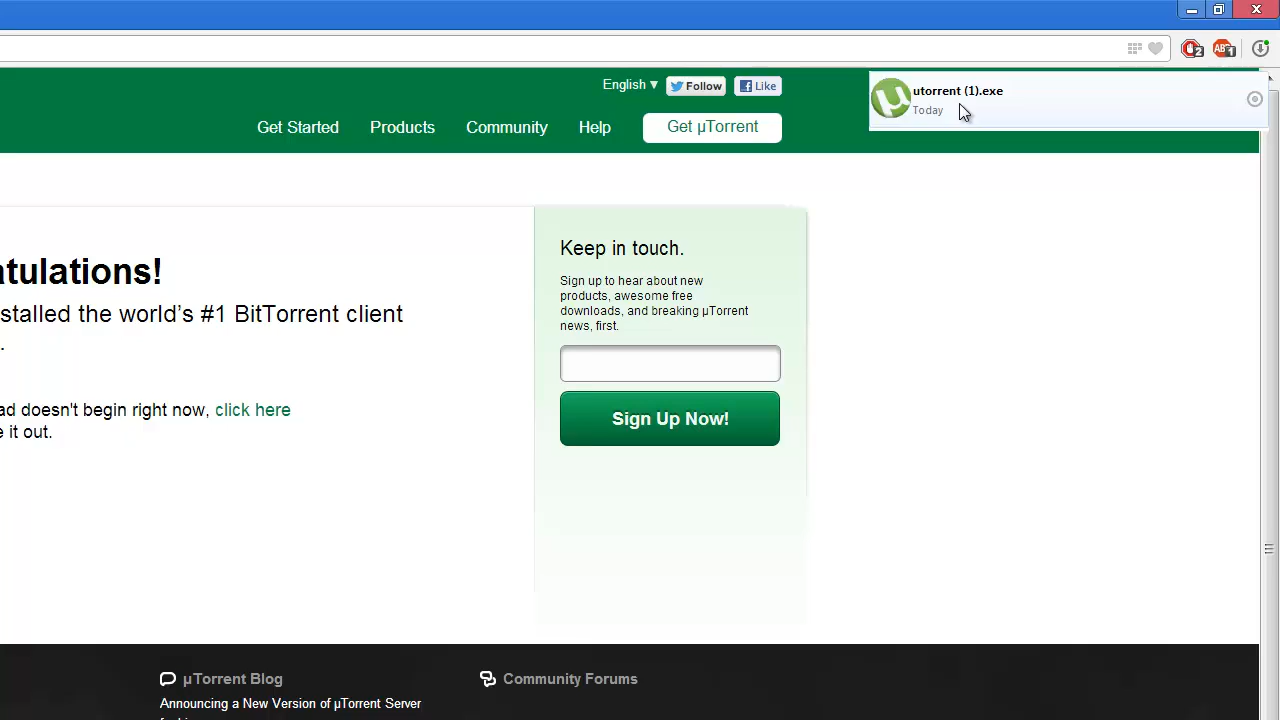 2
ABP
1
English ▾
Follow
Like
utorrent (1).exe
Today
Get Started
Products
Community
Help
Get µTorrent
atulations!
stalled the world's #1 BitTorrent client
.
ad doesn't begin right now, click here
e it out.
Keep in touch.
Sign up to hear about new
products, awesome free
downloads, and breaking µTorrent
news, first.
Sign Up Now!
µTorrent Blog
Announcing a New Version of µTorrent Server
Community Forums